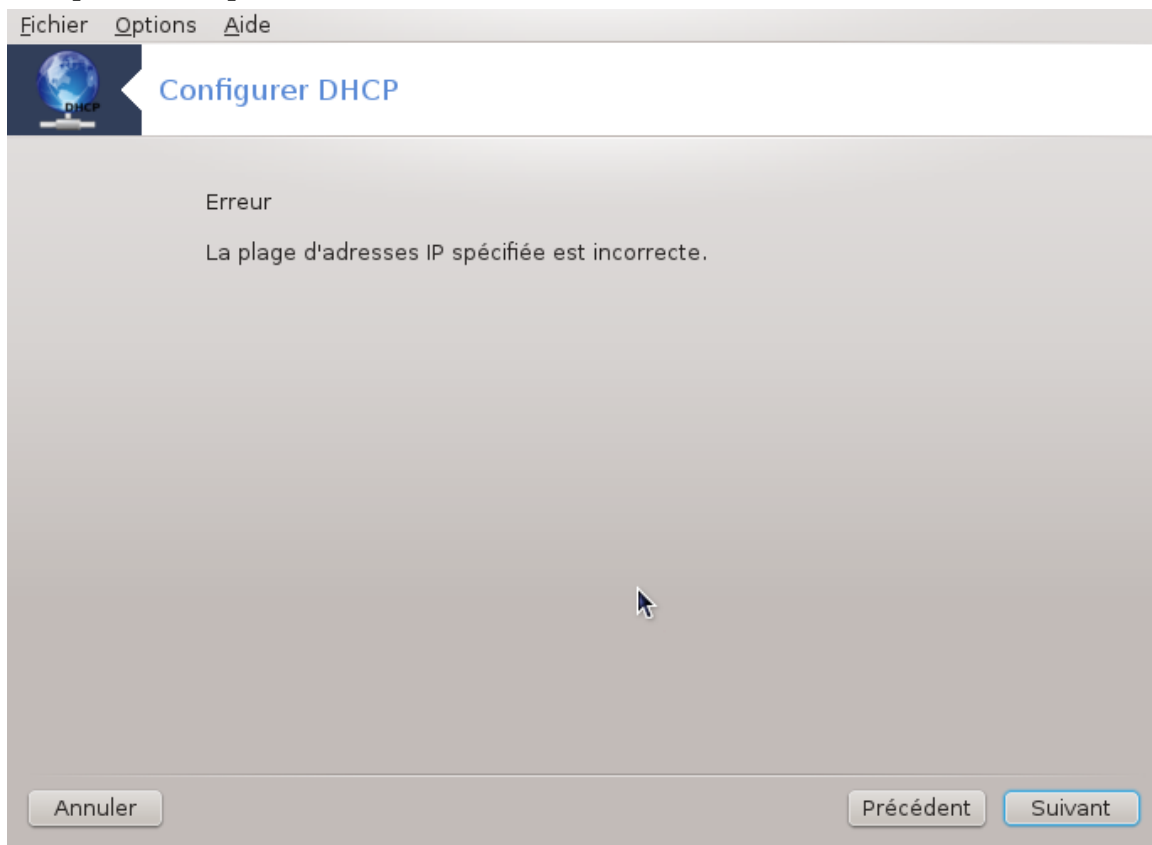 Fichier Options Aide
DHCP
Configurer DHCP
Erreur
La plage d'adresses IP spécifiée est incorrecte.
Annuler Précédent Suivant